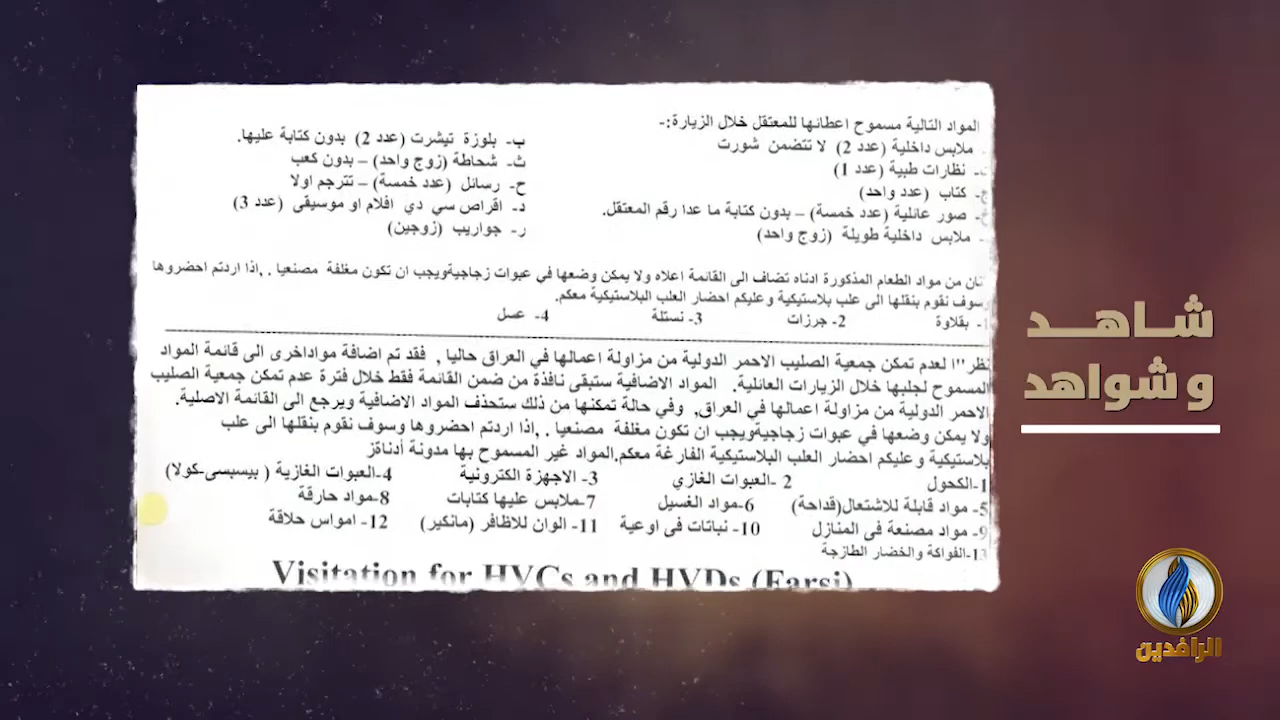 المواد التالية مسموح اعطائها للمعتقل خلال الزيارة:-
ملابس داخلية (عدد 2) لا تتضمن شورت
ب- بلوزة تيشرت (عدد 2) بدون كتابة عليها.
ت- نظارات طبية (عدد 1)
ث- شحاطة (زوج واحد) – بدون كعب
ج- كتاب (عدد واحد)
ح- رسائل (عدد خمسة) – تترجم اولا
خ- صور عائلية (عدد خمسة) – بدون كتابة ما عدا رقم المعتقل.
د- اقراص سي دي افلام او موسيقى (عدد 3)
- ملابس داخلية طويلة (زوج واحد)
ر- جواريب (زوجين)
من مواد الطعام المذكورة ادناه تضاف الى القائمة اعلاه ولا يمكن وضعها في عبوات زجاجيةويجب ان تكون مغلفة مصنعيا . ,اذا اردتم احضروها
وسوف نقوم بنقلها الى علب بلاستيكية وعليكم احضار العلب البلاستيكية معكم.
1- بقلاوة 2- جرزات 3- نستلة 4- عسل
نظر"ا لعدم تمكن جمعية الصليب الاحمر الدولية من مزاولة اعمالها في العراق حاليا , فقد تم اضافة مواداخرى الى قائمة المواد
المسموح لجلبها خلال الزيارات العائلية. المواد الاضافية ستبقى نافذة من ضمن القائمة فقط خلال فترة عدم تمكن جمعية الصليب
الاحمر الدولية من مزاولة اعمالها في العراق, وفي حالة تمكنها من ذلك ستحذف المواد الاضافية ويرجع الى القائمة الاصلية.
ولا يمكن وضعها في عبوات زجاجيةويجب ان تكون مغلفة مصنعيا . ,اذا اردتم احضروها وسوف نقوم بنقلها الى علب
بلاستيكية وعليكم احضار العلب البلاستيكية الفارغة معكم.المواد غير المسموح بها مدونة أدناةز
1-الكحول 2 -العبوات الغازي 3- الاجهزة الكترونية 4-العبوات الغازية ( بيسبسى-كولا)
5- مواد قابلة للاشتعال(قداحة) 6-مواد الغسيل 7-ملابس عليها كتابات 8-مواد حارقة
9- مواد مصنعة فى المنازل 10- نباتات فى اوعية 11- الوان للاظافر (مانكير) 12- امواس حلاقة
13-الفواكة والخضار الطازجة
Visitation for HVCs and HVDs (Farsi)
شاهد
وشواهد
الرافدين